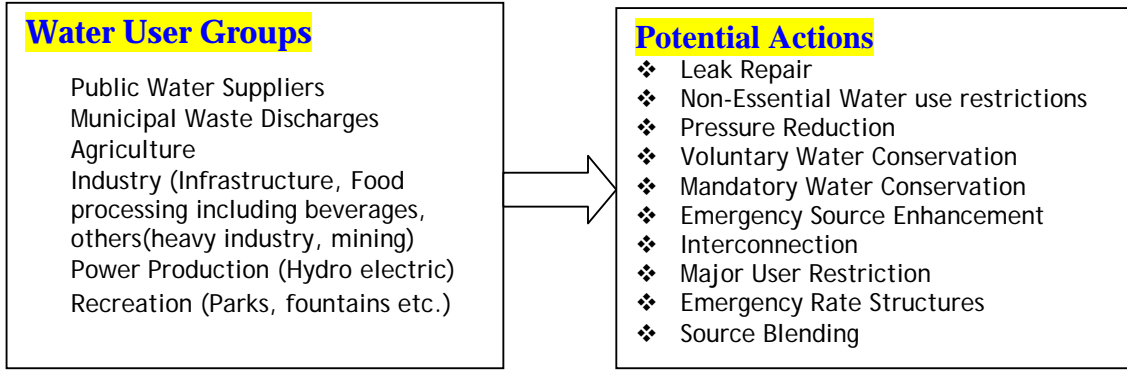 Water User Groups
Public Water Suppliers
Municipal Waste Discharges
Agriculture
Industry (Infrastructure, Food
processing including beverages,
others(heavy industry, mining)
Power Production (Hydro electric)
Recreation (Parks, fountains etc.)
Potential Actions
❖ Leak Repair
❖ Non-Essential Water use restrictions
❖ Pressure Reduction
❖ Voluntary Water Conservation
❖ Mandatory Water Conservation
❖ Emergency Source Enhancement
❖ Interconnection
❖ Major User Restriction
❖ Emergency Rate Structures
❖ Source Blending